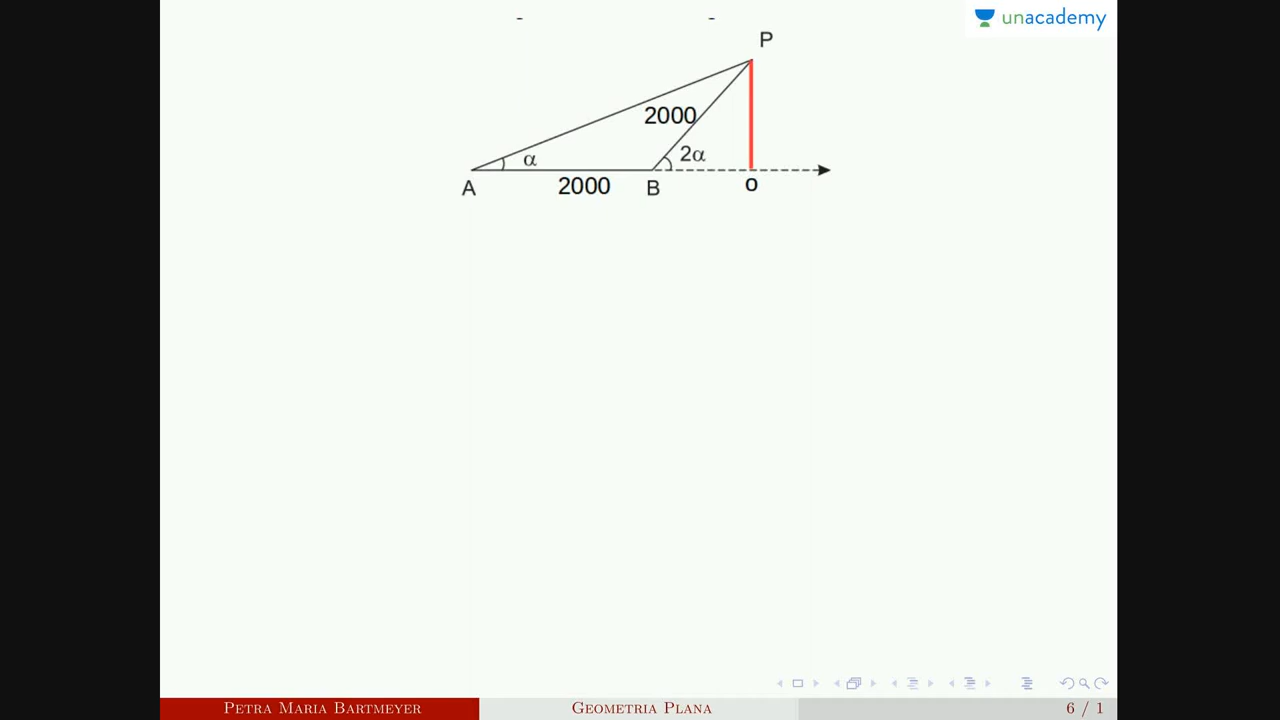 unacademy
P
2000
α
2α
A
2000
B
O
PETRA MARIA BARTMEYER
GEOMETRIA PLANA
6 / 1